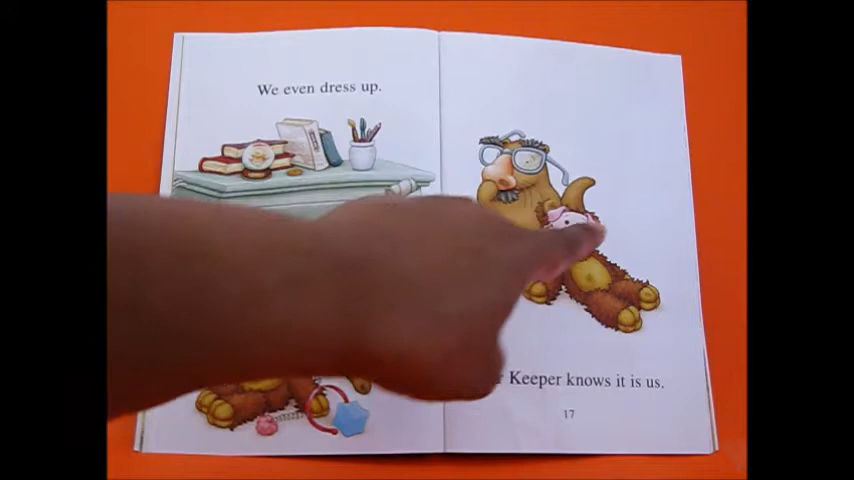 We even dress up.
Keeper knows it is us.
17